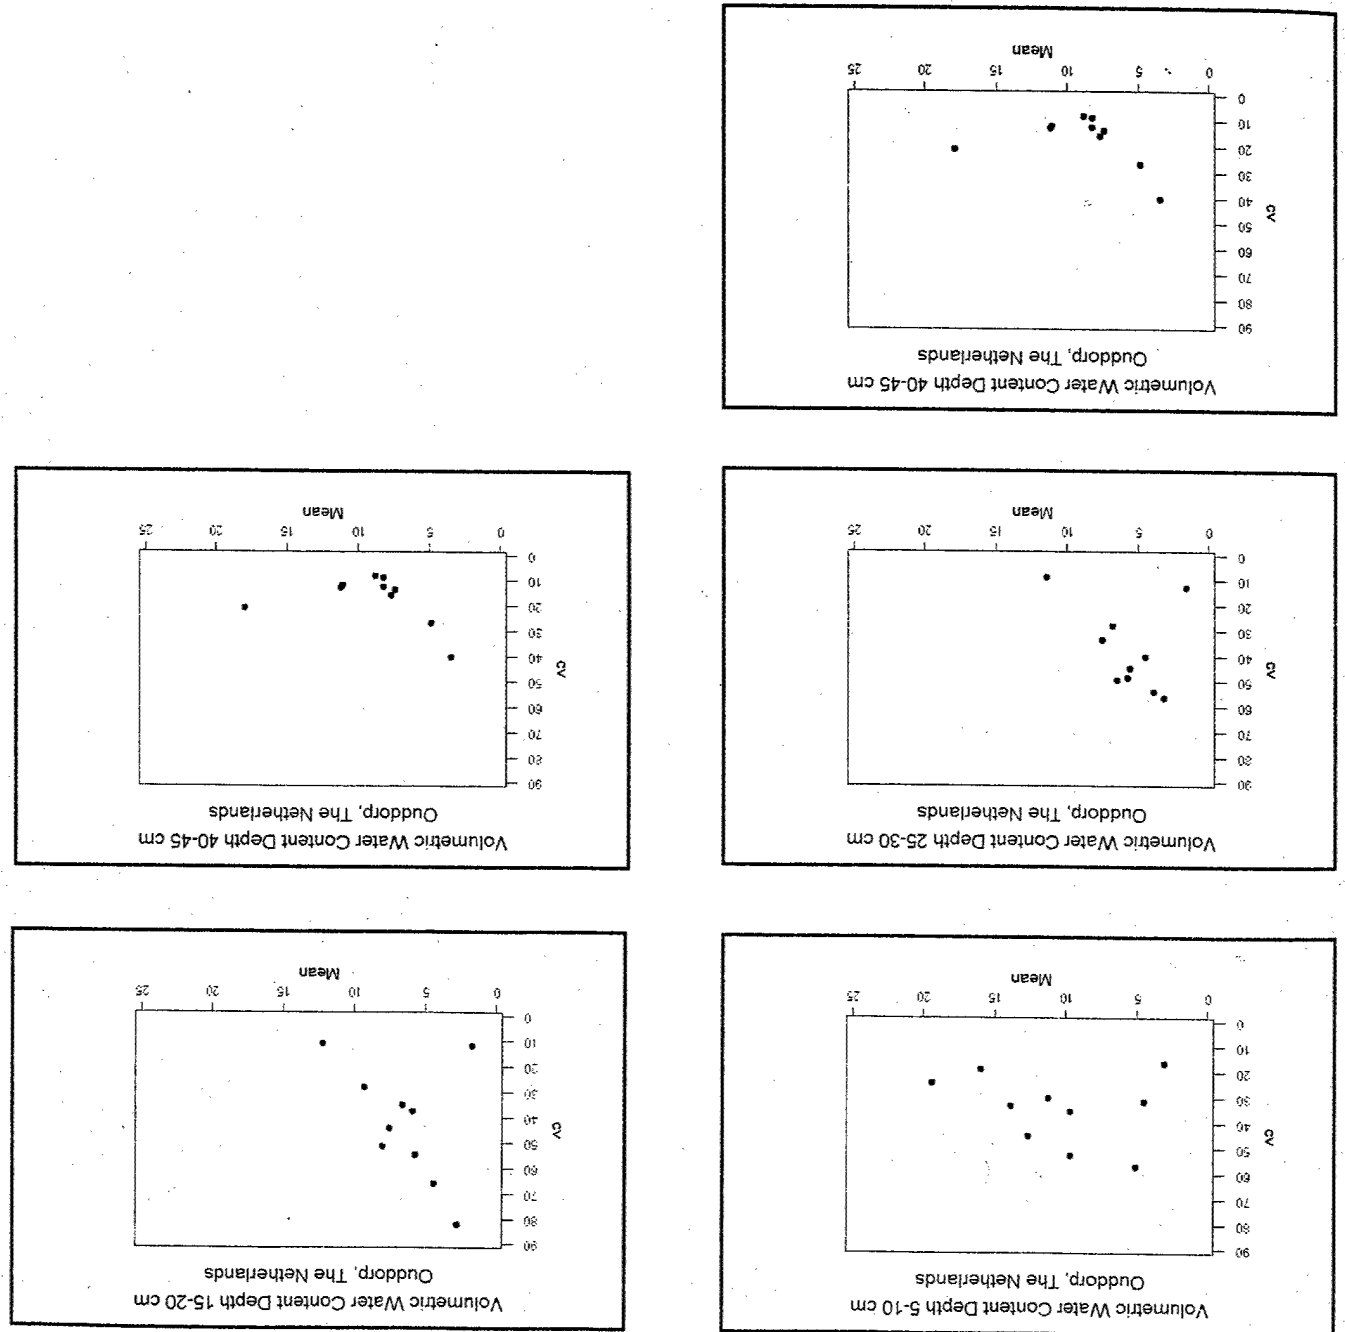 Volumetric Water Content Depth 5-10 cm
Ouddorp, The Netherlands
90
80
70
60
50
40
30
20
10
0
CV
0 5 10 15 20 25
Mean
Volumetric Water Content Depth 15-20 cm
Ouddorp, The Netherlands
90
80
70
60
50
40
30
20
10
0
CV
0 5 10 15 20 25
Mean
Volumetric Water Content Depth 25-30 cm
Ouddorp, The Netherlands
90
80
70
60
50
40
30
20
10
0
CV
0 5 10 15 20 25
Mean
Volumetric Water Content Depth 40-45 cm
Ouddorp, The Netherlands
90
80
70
60
50
40
30
20
10
0
CV
0 5 10 15 20 25
Mean
Volumetric Water Content Depth 40-45 cm
Ouddorp, The Netherlands
90
80
70
60
50
40
30
20
10
0
CV
0 5 10 15 20 25
Mean